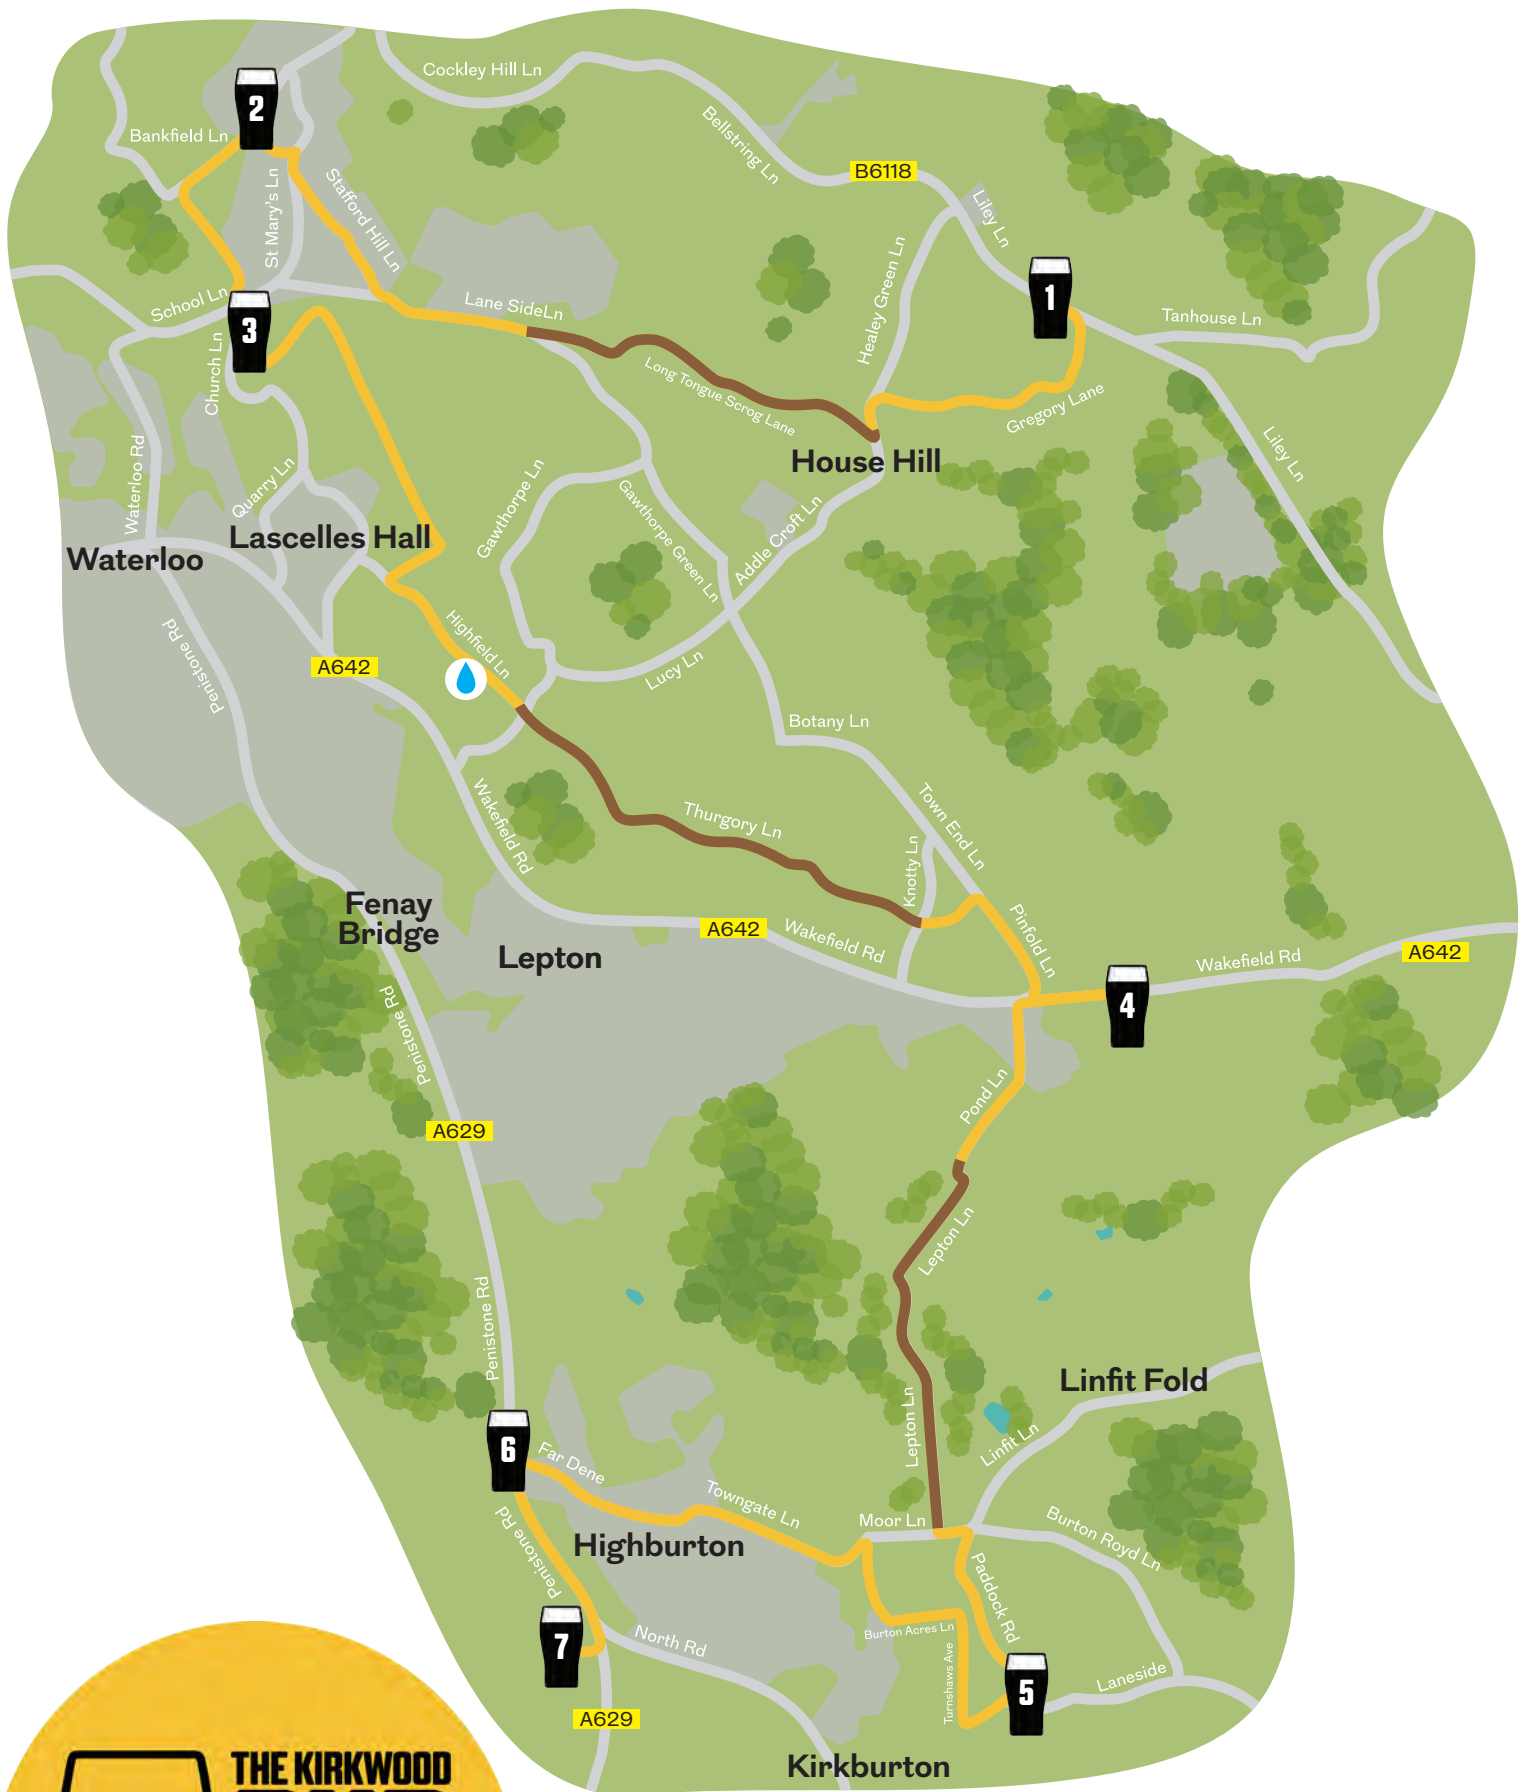 Cockley Hill Ln
2
Bankfield Ln
Bellstring Ln
B6118
St Mary's Ln
Stafford Hill Ln
Liley Ln
Healey Green Ln
1
School Ln
3
Lane SideLn
Tanhouse Ln
Church Ln
Long Tongue Scrog Lane
Gregory Lane
House Hill
Liley Ln
Waterloo Rd
Quarry Ln
Gawthorpe Ln
Gawthorpe Green Ln
Addle Croft Ln
Lascelles Hall
Waterloo
Penistone Rd
A642
Highfield Ln
Lucy Ln
Botany Ln
Wakefield Rd
Thurgory Ln
Town End Ln
Knotty Ln
Fenay
Bridge
Lepton
A642
Wakefield Rd
Pinfold Ln
Wakefield Rd
A642
4
Penistone Rd
Pond Ln
A629
Lepton Ln
Penistone Rd
Linfit Fold
Lepton Ln
Linfit Ln
6
Far Dene
Towngate Ln
Moor Ln
Burton Royd Ln
Penistone Rd
Highburton
Paddock Rd
Burton Acres Ln
7
North Rd
Turnshaws Ave
5
Laneside
A629
Kirkburton
THE KIRKWOOD